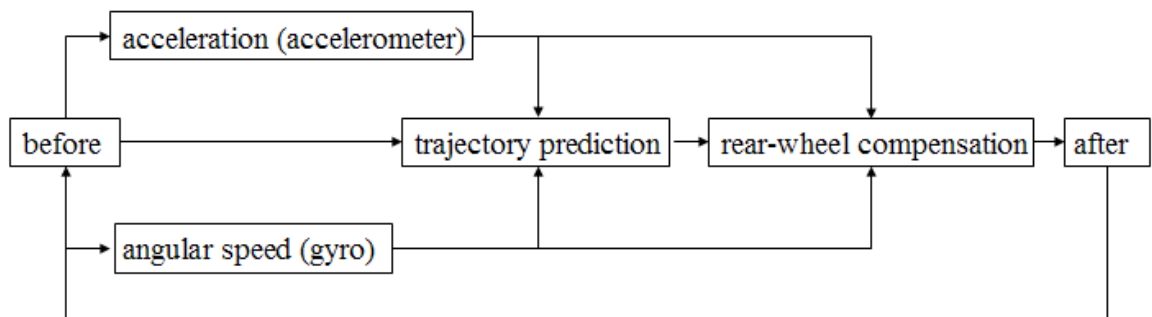 acceleration (accelerometer)
before
trajectory prediction
rear-wheel compensation
after
angular speed (gyro)